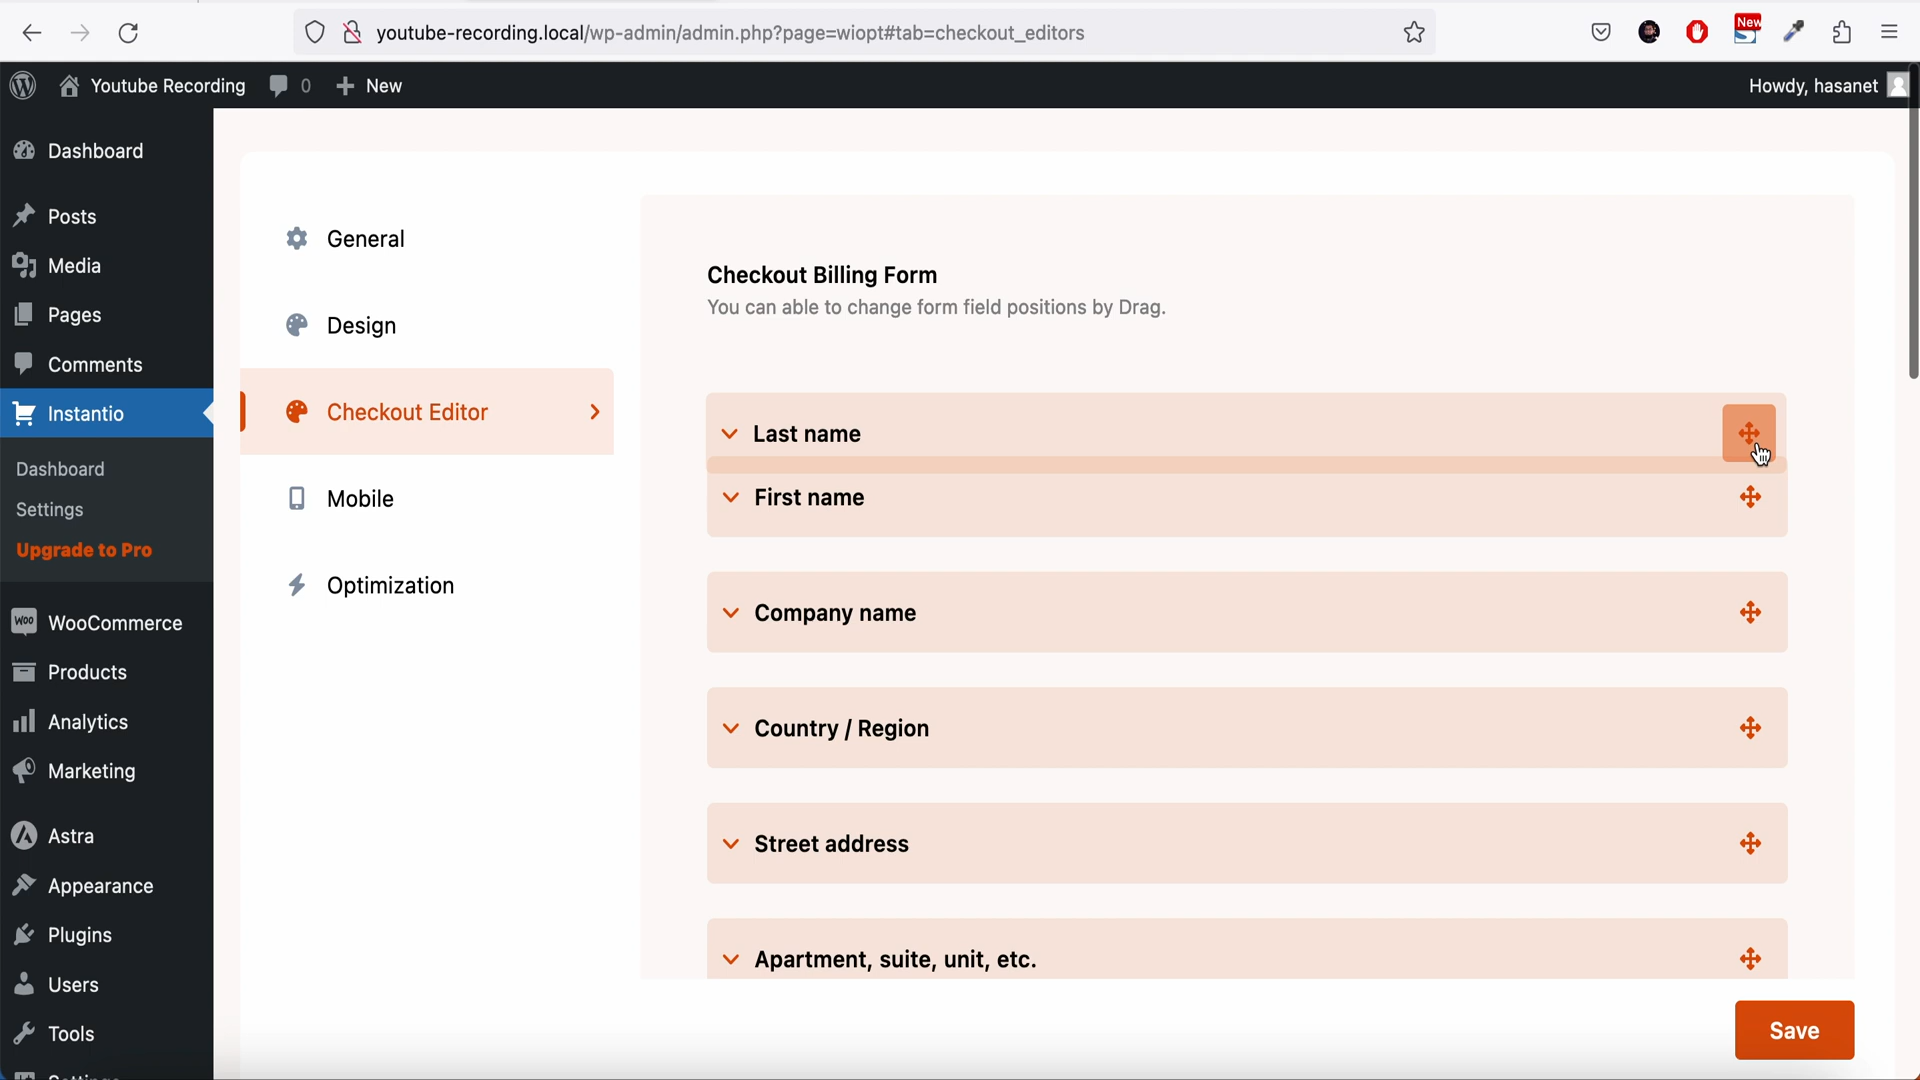 youtube-recording.local/wp-admin/admin.php?page=wiopt#tab=checkout_editors
New
Youtube Recording 0 New
Howdy, hasanet
Dashboard
Posts
Media
Pages
Comments
Instantio
Dashboard
Settings
Upgrade to Pro
WOO WooCommerce
Products
Analytics
Marketing
Astra
Appearance
Plugins
Users
Tools
Settings
General
Design
Checkout Editor
Mobile
Optimization
Checkout Billing Form
You can able to change form field positions by Drag.
Last name
First name
Company name
Country / Region
Street address
Apartment, suite, unit, etc.
Save